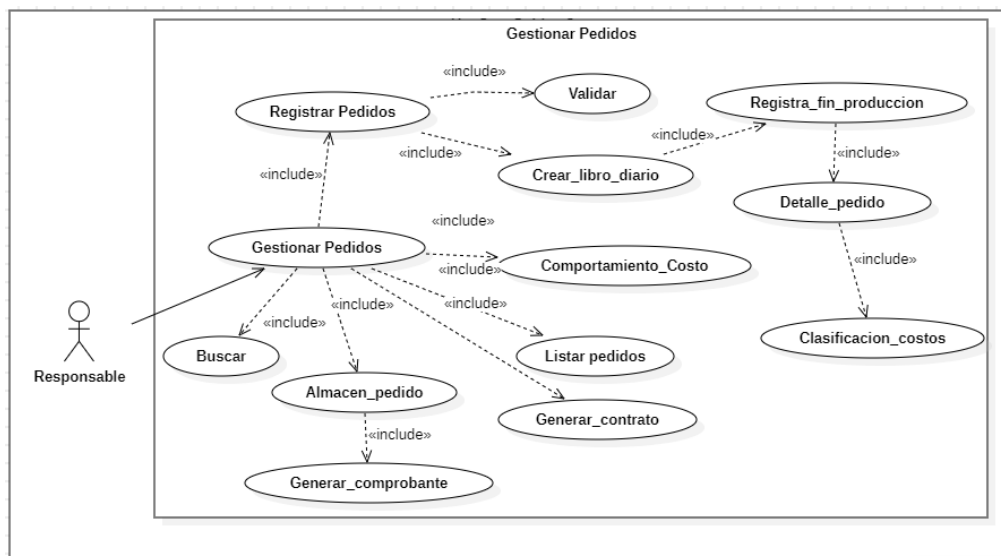 Gestionar Pedidos
«include»
Registrar Pedidos
Validar
Registra_fin_produccion
«include»
«include»
«include»
«include»
Crear_libro_diario
Detalle_pedido
«include»
Gestionar Pedidos
«include»
Comportamiento_Costo
«include»
«include»
«include»
Clasificacion_costos
Buscar
Listar pedidos
Responsable
Almacen_pedido
Generar_contrato
«include»
Generar_comprobante
«include»